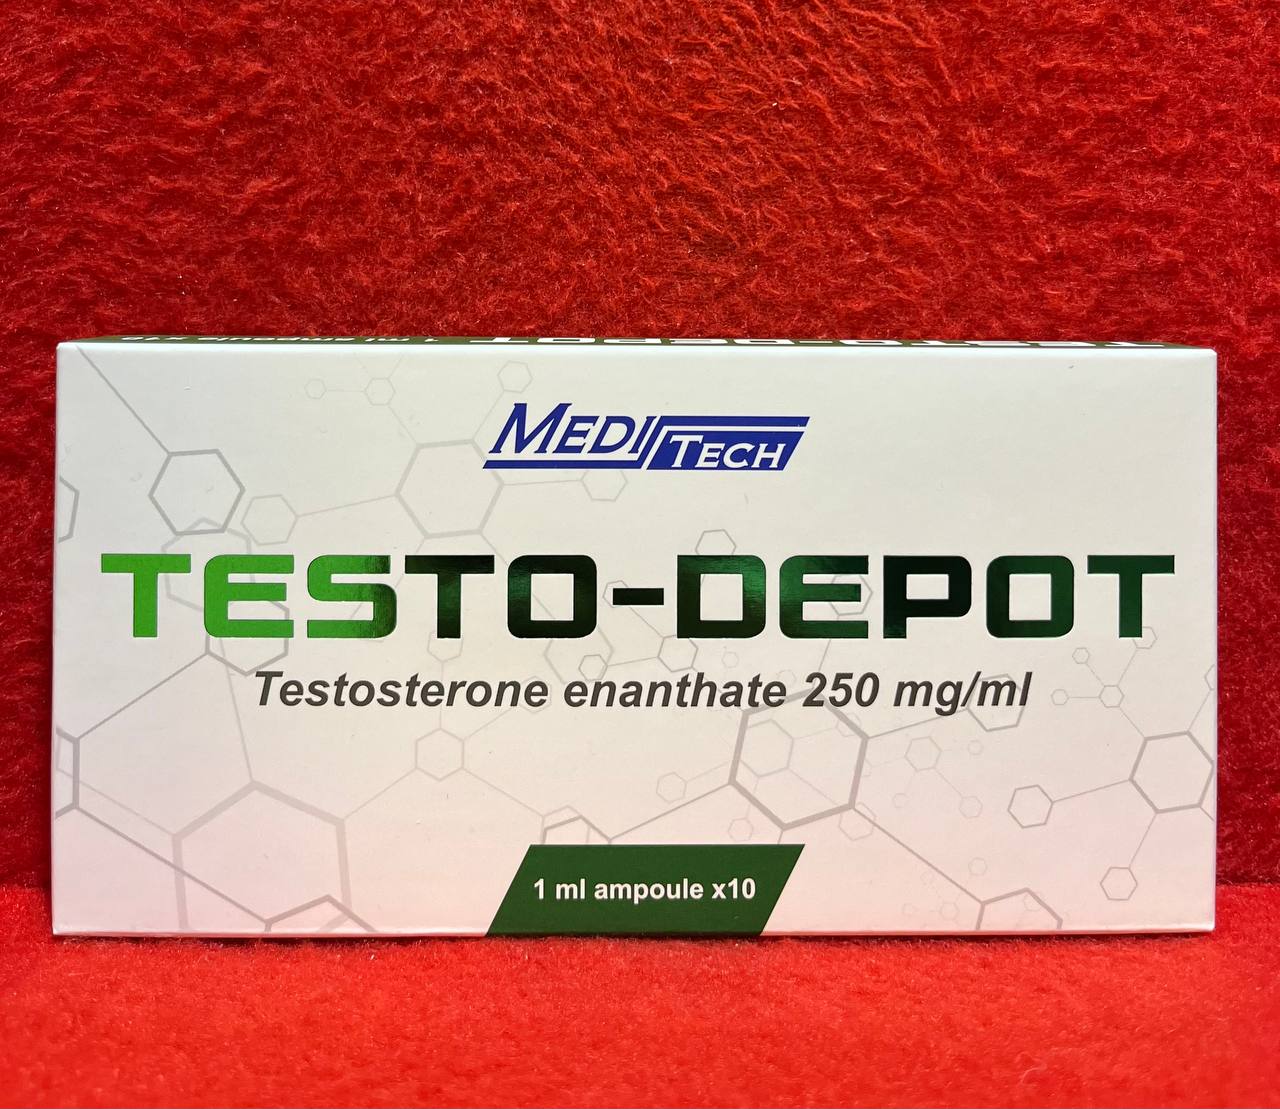 MEDITECH
TESTO-DEPOT
Testosterone enanthate 250 mg/ml
1 ml ampoule x10